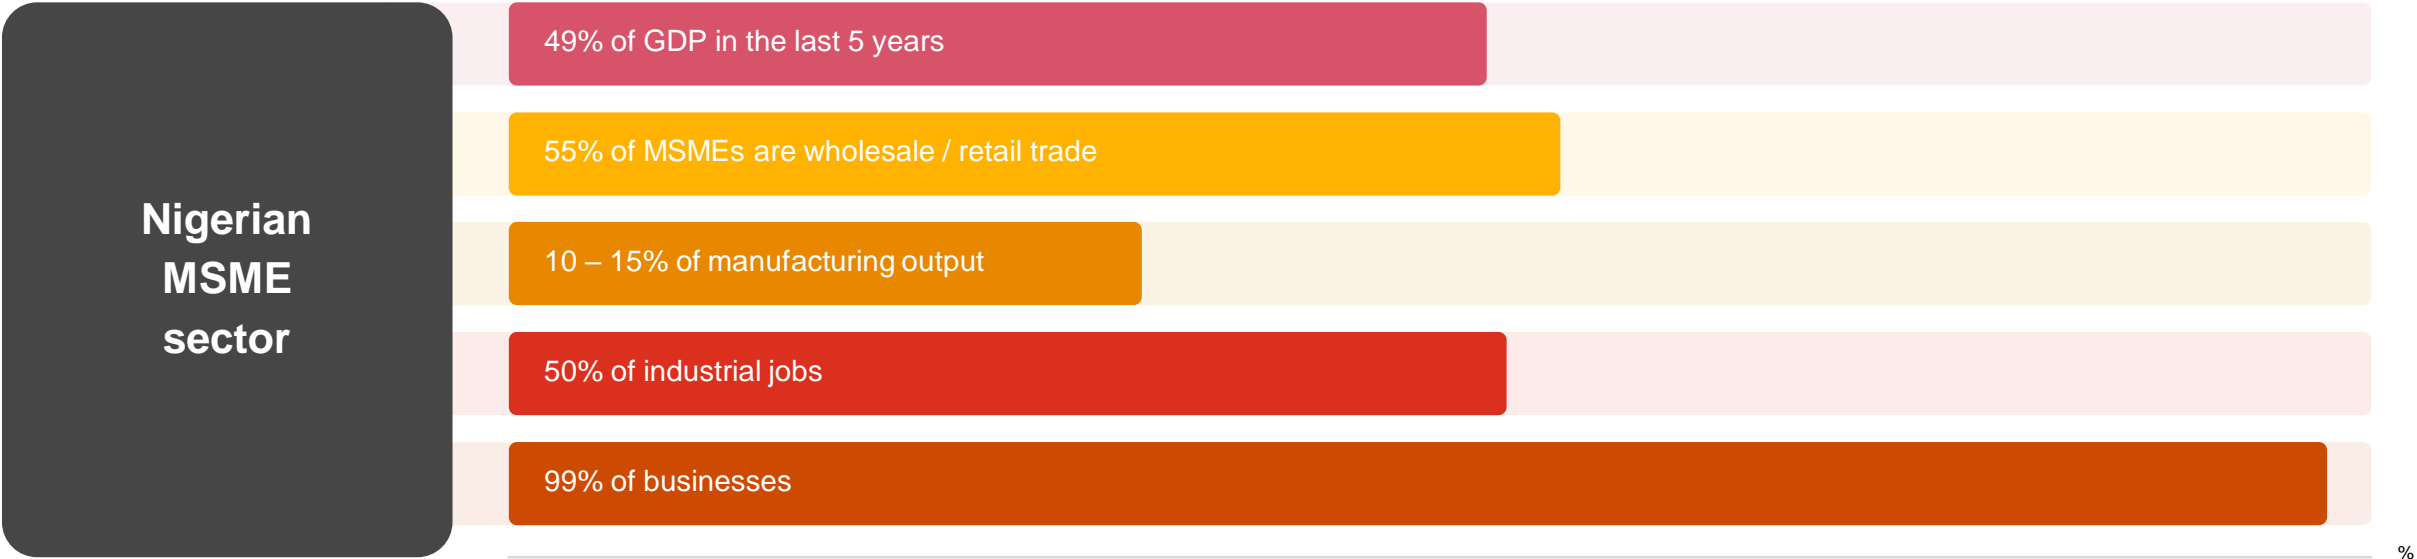 Nigerian
MSME
sector
49% of GDP in the last 5 years
55% of MSMEs are wholesale / retail trade
10 – 15% of manufacturing output
50% of industrial jobs
99% of businesses
%